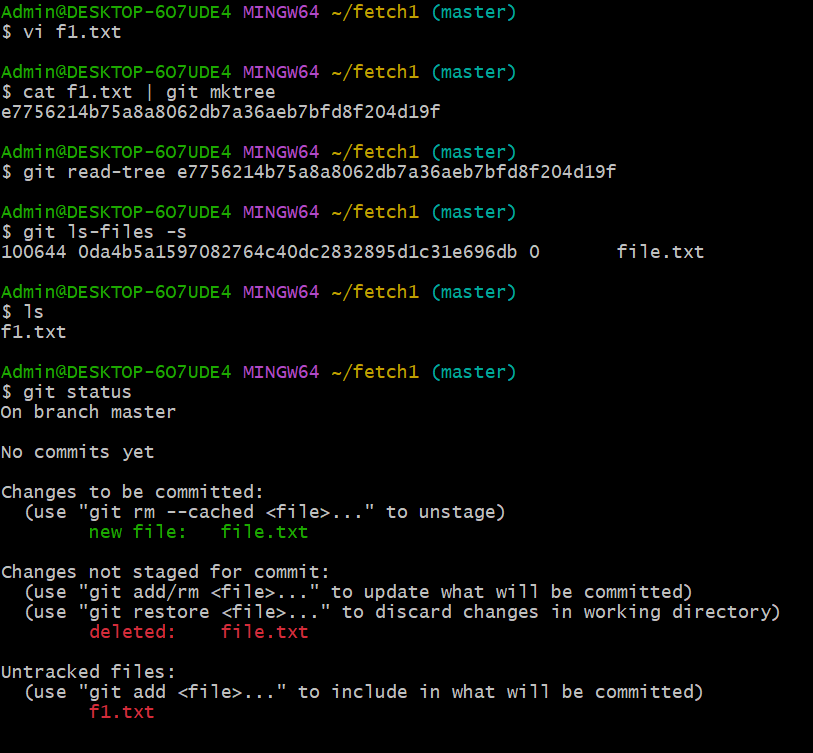 Admin@DESKTOP-6O7UDE4 MINGW64 ~/fetch1 (master)
$ vi f1.txt
Admin@DESKTOP-6O7UDE4 MINGW64 ~/fetch1 (master)
$ cat f1.txt | git mktree
e7756214b75a8a8062db7a36aeb7bfd8f204d19f
Admin@DESKTOP-6O7UDE4 MINGW64 ~/fetch1 (master)
$ git read-tree e7756214b75a8a8062db7a36aeb7bfd8f204d19f
Admin@DESKTOP-6O7UDE4 MINGW64 ~/fetch1 (master)
$ git ls-files -s
100644 0da4b5a1597082764c40dc2832895d1c31e696db 0       file.txt
Admin@DESKTOP-6O7UDE4 MINGW64 ~/fetch1 (master)
$ ls
f1.txt
Admin@DESKTOP-6O7UDE4 MINGW64 ~/fetch1 (master)
$ git status
On branch master
No commits yet
Changes to be committed:
  (use "git rm --cached <file>..." to unstage)
        new file:   file.txt
Changes not staged for commit:
  (use "git add/rm <file>..." to update what will be committed)
  (use "git restore <file>..." to discard changes in working directory)
        deleted:    file.txt
Untracked files:
  (use "git add <file>..." to include in what will be committed)
        f1.txt